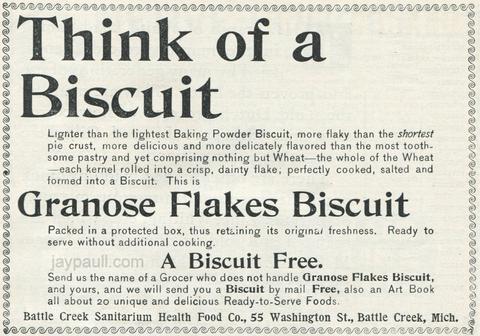 Think of a
Biscuit
Lighter than the lightest Baking Powder Biscuit, more flaky than the shortest
pie crust, more delicious and more delicately flavored than the most tooth-
some pastry and yet comprising nothing but Wheat—the whole of the Wheat
—each kernel rolled into a crisp, dainty flake, perfectly cooked, salted and
formed into a Biscuit. This is
Granose Flakes Biscuit
Packed in a protected box, thus retaining its original freshness. Ready to
serve without additional cooking.
jaypaull.com
A Biscuit Free.
Send us the name of a Grocer who does not handle Granose Flakes Biscuit,
and yours, and we will send you a Biscuit by mail Free, also an Art Book
all about 20 unique and delicious Ready-to-Serve Foods.
Battle Creek Sanitarium Health Food Co., 55 Washington St., Battle Creek, Mich.